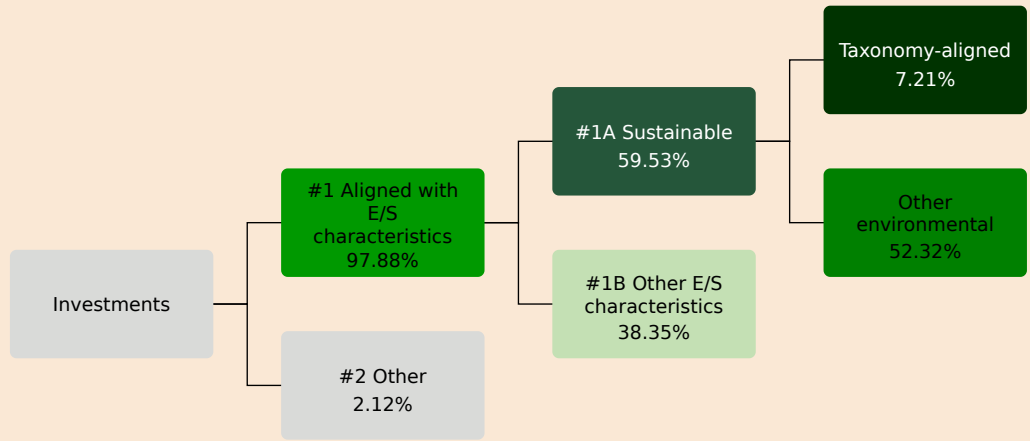 Investments
#1 Aligned with
E/S
characteristics
97.88%
#2 Other
2.12%
#1A Sustainable
59.53%
#1B Other E/S
characteristics
38.35%
Taxonomy-aligned
7.21%
Other
environmental
52.32%